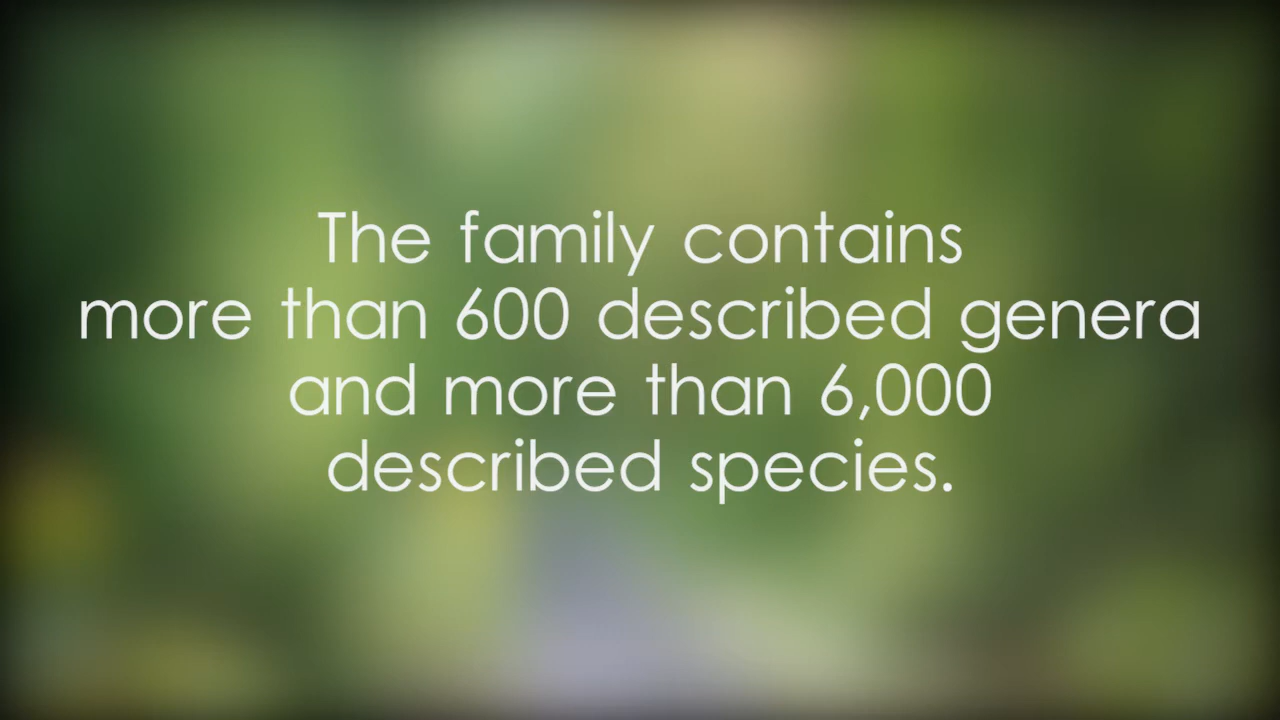 The family contains
more than 600 described genera
and more than 6,000
described species.